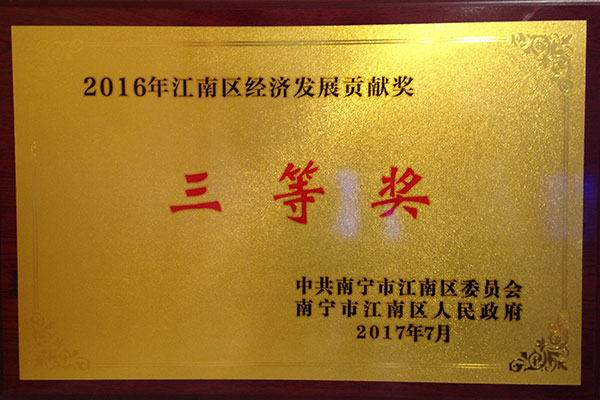 2016年江南区经济发展贡献奖
三等奖
中共南宁市江南区委员会
南宁市江南区人民政府
2017年7月